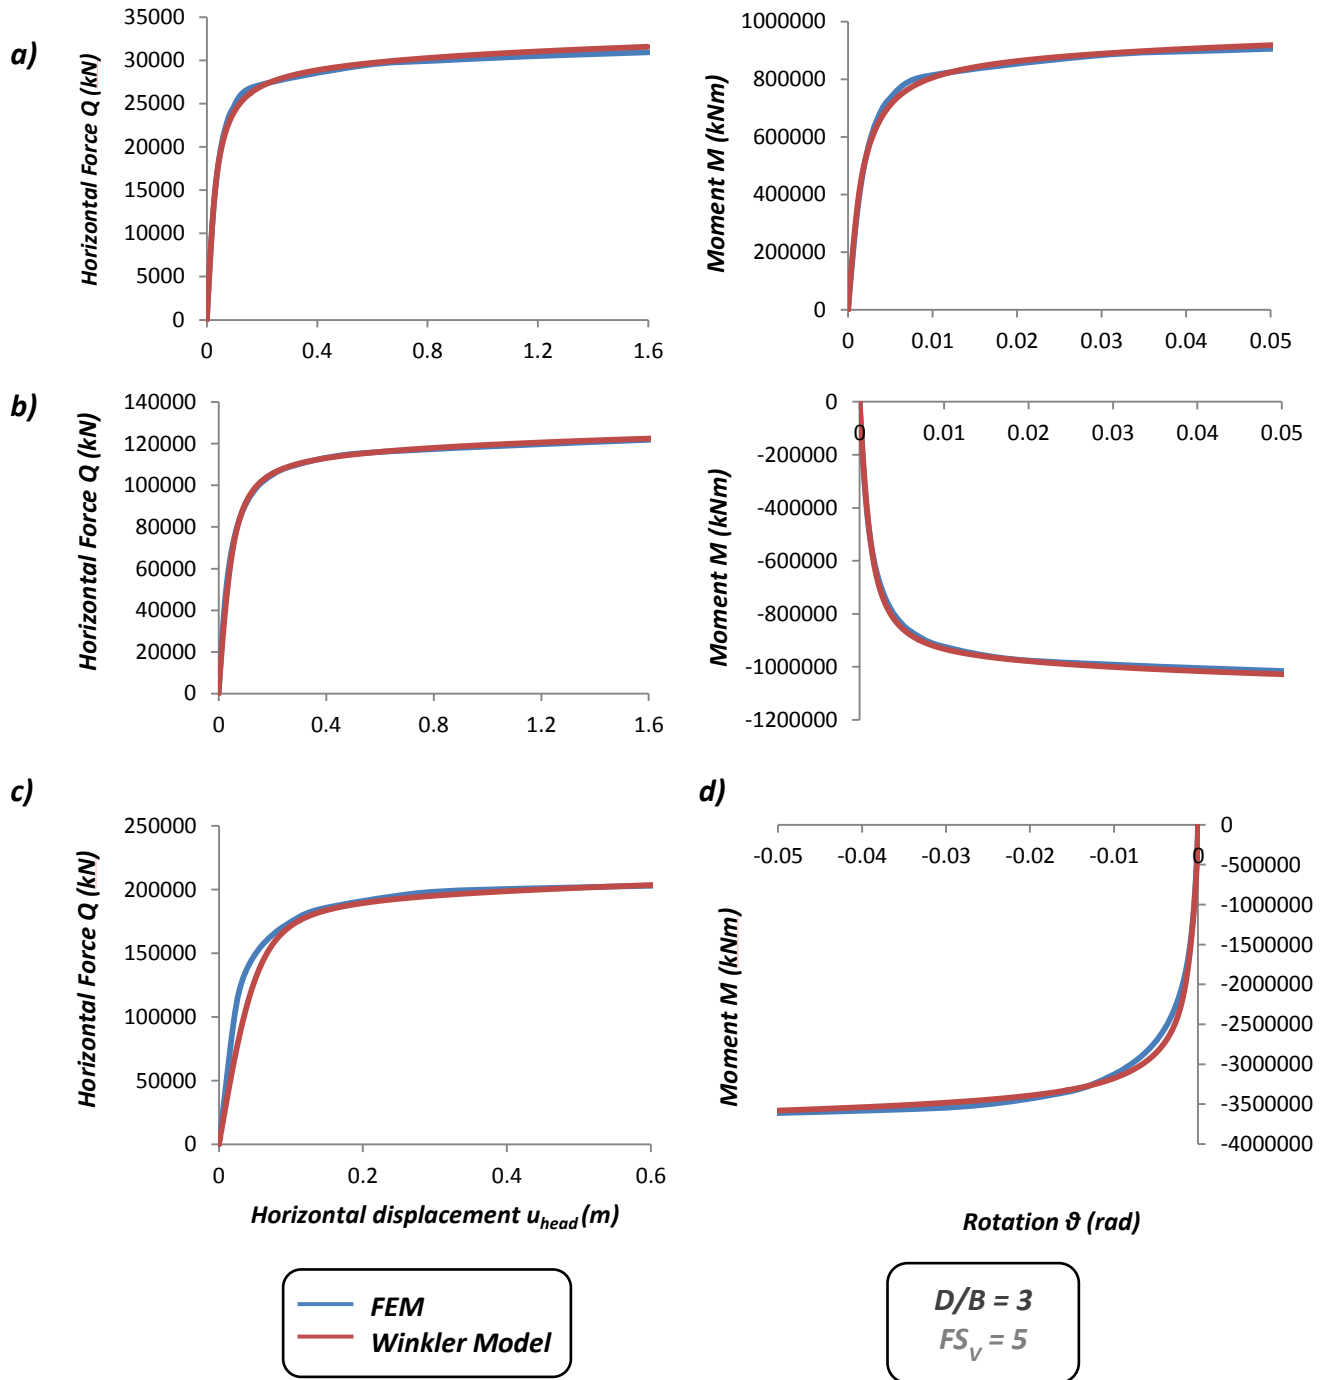 a)
Horizontal Force Q (kN)
35000
30000
25000
20000
15000
10000
5000
0
0 0.4 0.8 1.2 1.6
Moment M (kNm)
1000000
800000
600000
400000
200000
0
0 0.01 0.02 0.03 0.04 0.05
b)
Horizontal Force Q (kN)
140000
120000
100000
80000
60000
40000
20000
0
0 0.4 0.8 1.2 1.6
Moment M (kNm)
0
0 0.01 0.02 0.03 0.04 0.05
-200000
-400000
-600000
-800000
-1000000
-1200000
c)
Horizontal Force Q (kN)
250000
200000
150000
100000
50000
0
0 0.2 0.4 0.6
Horizontal displacement u_head (m)
d)
Moment M (kNm)
0
-0.05 -0.04 -0.03 -0.02 -0.01 0
-500000
-1000000
-1500000
-2000000
-2500000
-3000000
-3500000
-4000000
Rotation ϑ (rad)
FEM
Winkler Model
D/B = 3
FS_V = 5